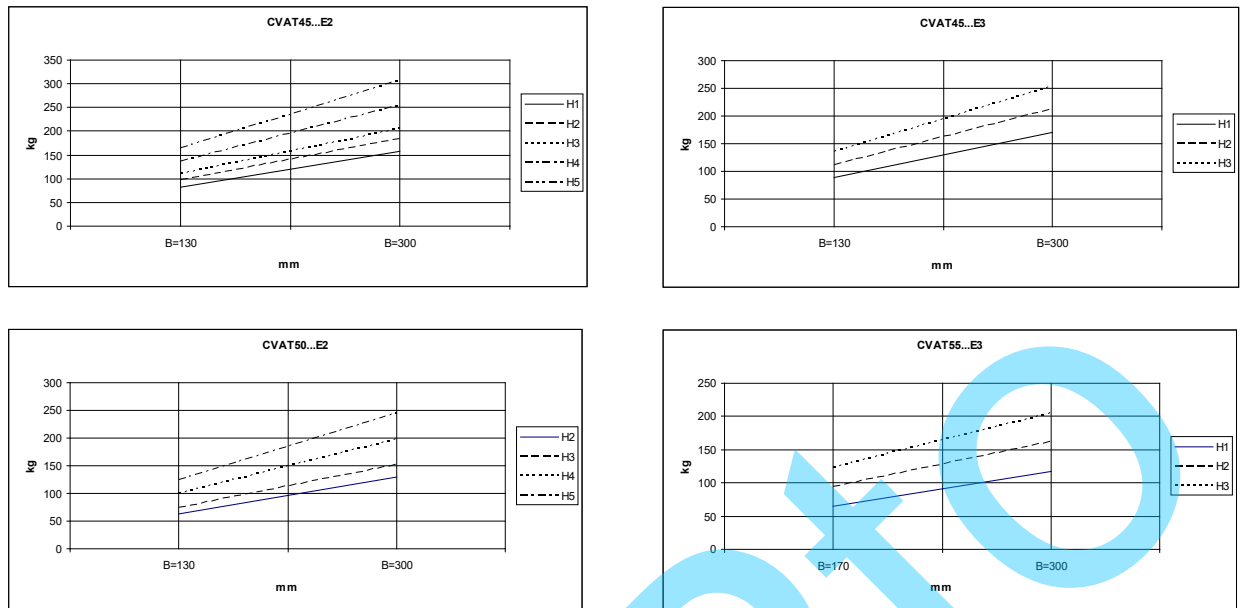 CVAT45...E2
350
300
250
200
150
100
50
0
kg
B=130 B=300
mm
H1
H2
H3
H4
H5
CVAT45...E3
300
250
200
150
100
50
0
kg
B=130 B=300
mm
H1
H2
H3
CVAT50...E2
300
250
200
150
100
50
0
kg
B=130 B=300
mm
H2
H3
H4
H5
CVAT55...E3
250
200
150
100
50
0
kg
B=170 B=300
mm
H1
H2
H3